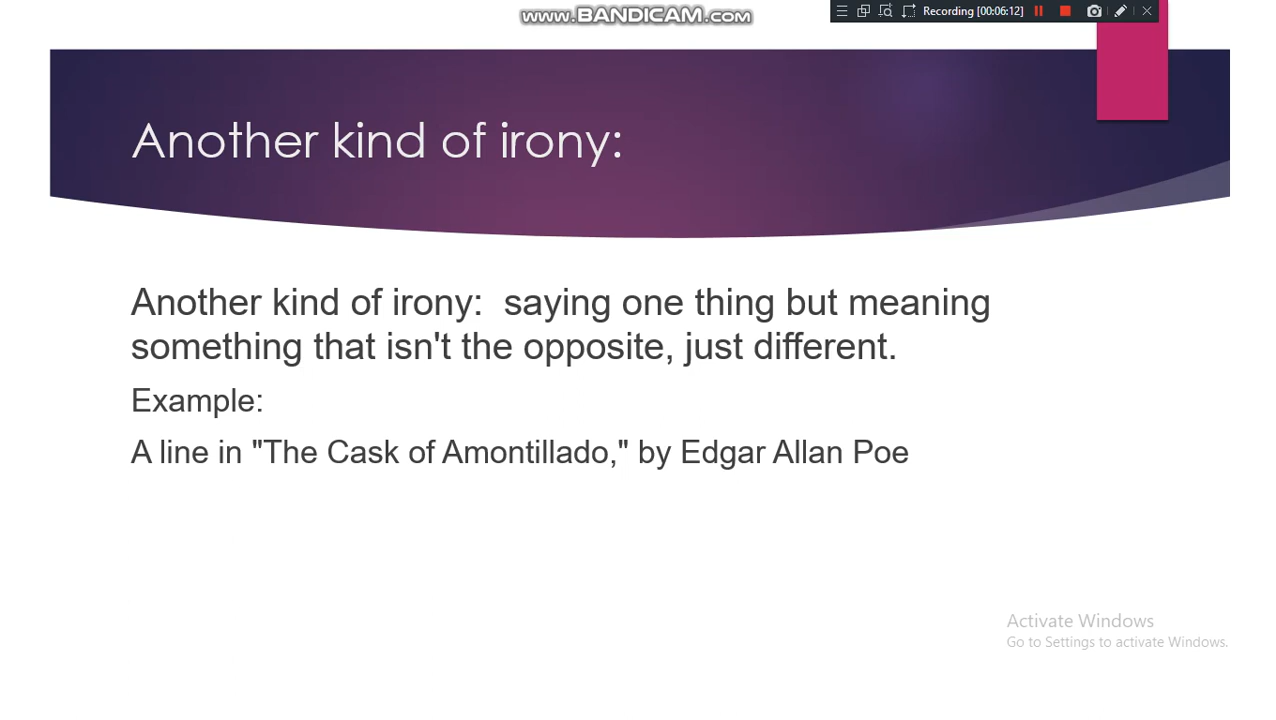 www.BANDICAM.com
Recording [00:06:12]
Another kind of irony:
Another kind of irony:  saying one thing but meaning
something that isn't the opposite, just different.
Example:
A line in "The Cask of Amontillado," by Edgar Allan Poe
Activate Windows
Go to Settings to activate Windows.